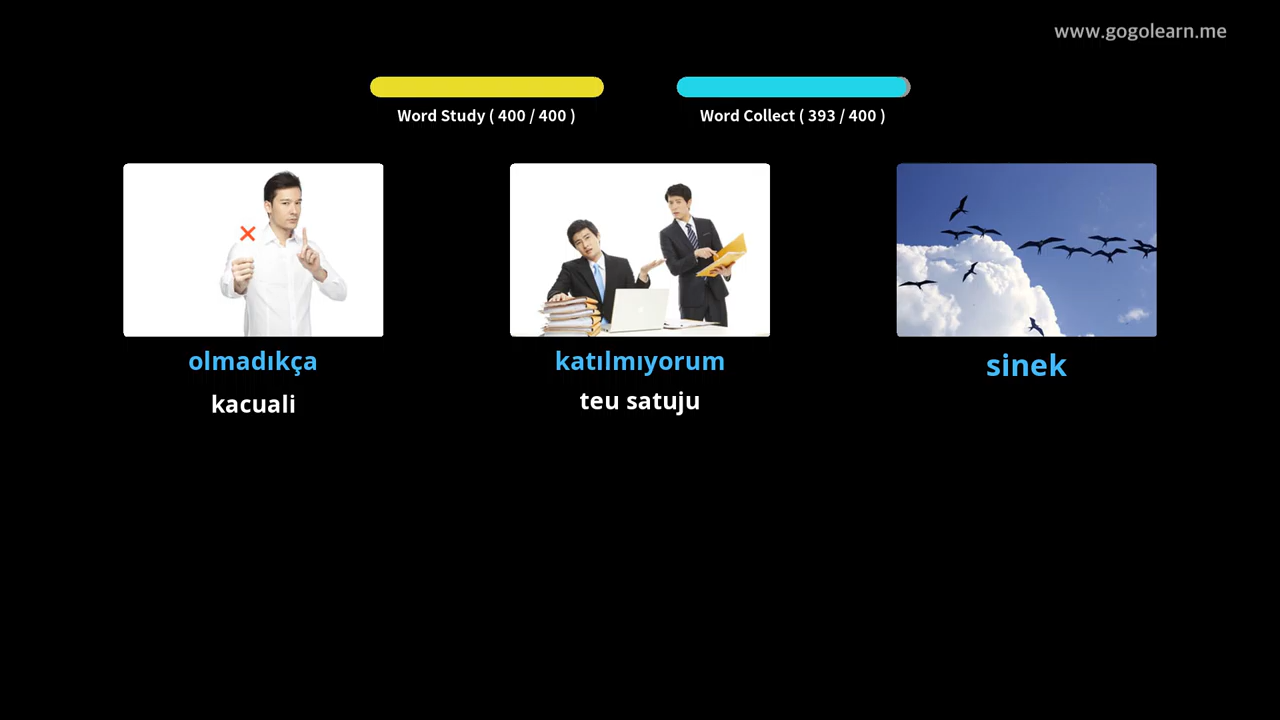 www.gogolearn.me
Word Study ( 400 / 400 )
Word Collect ( 393 / 400 )
olmadıkça
kacuali
katılmıyorum
teu satuju
sinek